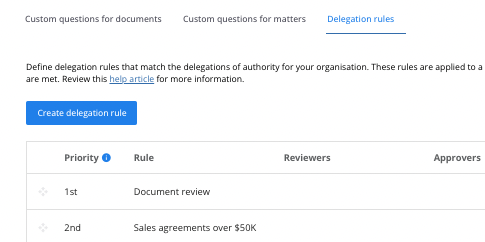 Custom questions for documents Custom questions for matters Delegation rules
Define delegation rules that match the delegations of authority for your organisation. These rules are applied to a
are met. Review this help article for more information.
Create delegation rule
Priority Rule Reviewers Approvers
1st Document review
2nd Sales agreements over $50K